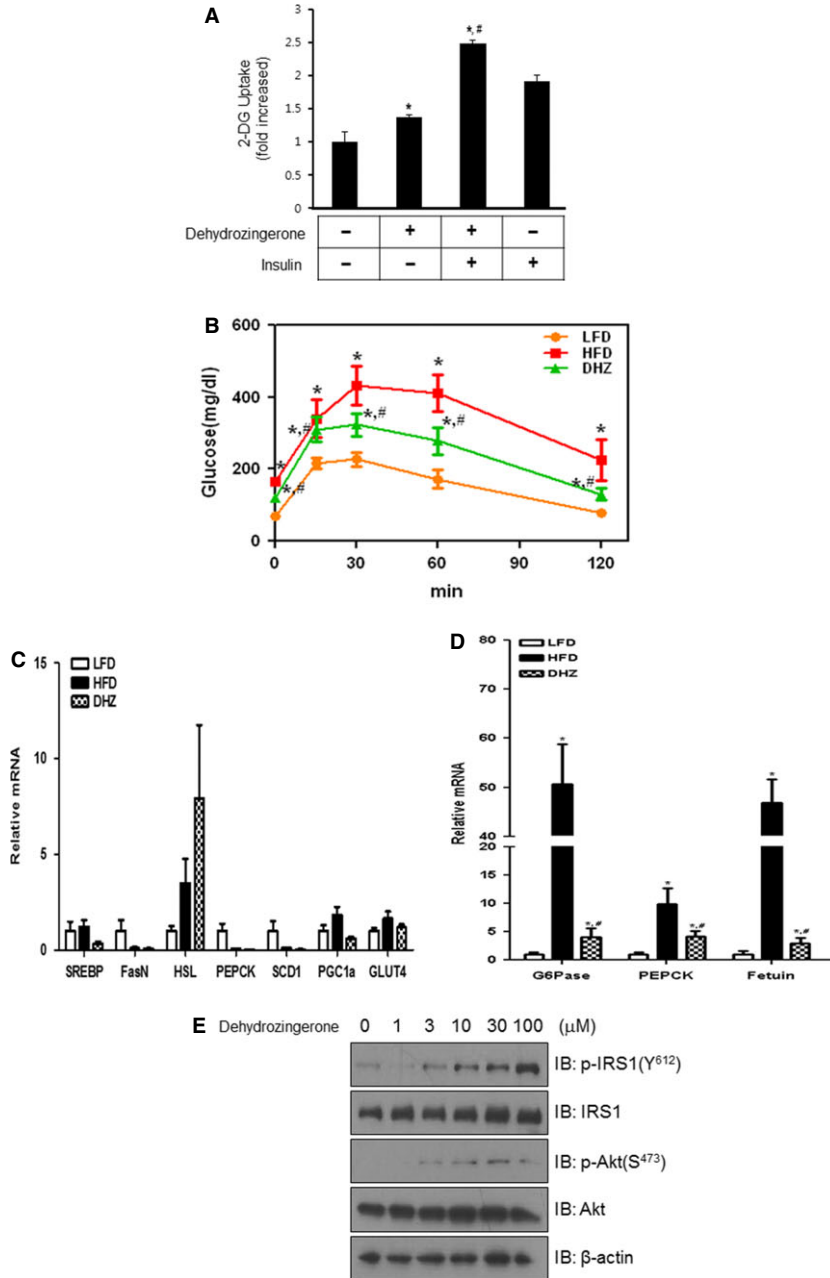 A
2-DG Uptake
(fold increased)
3
2.5
2
1.5
1
0.5
0
*
*,#
Dehydrozingerone − + + −
Insulin − − + +
B
Glucose(mg/dl)
600
400
200
0
LFD
HFD
DHZ
* * * * *
*,# *,# *,# *,# *,#
0 30 60 90 120
min
C
Relative mRNA
15
10
5
0
LFD
HFD
DHZ
SREBP FasN HSL PEPCK SCD1 PGC1a GLUT4
D
Relative mRNA
80
70
60
50
40
20
15
10
5
0
LFD
HFD
DHZ
* * *
*,# *,# *,#
G6Pase PEPCK Fetuin
E
Dehydrozingerone 0 1 3 10 30 100 (μM)
IB: p-IRS1(Y⁶¹²)
IB: IRS1
IB: p-Akt(S⁴⁷³)
IB: Akt
IB: β-actin